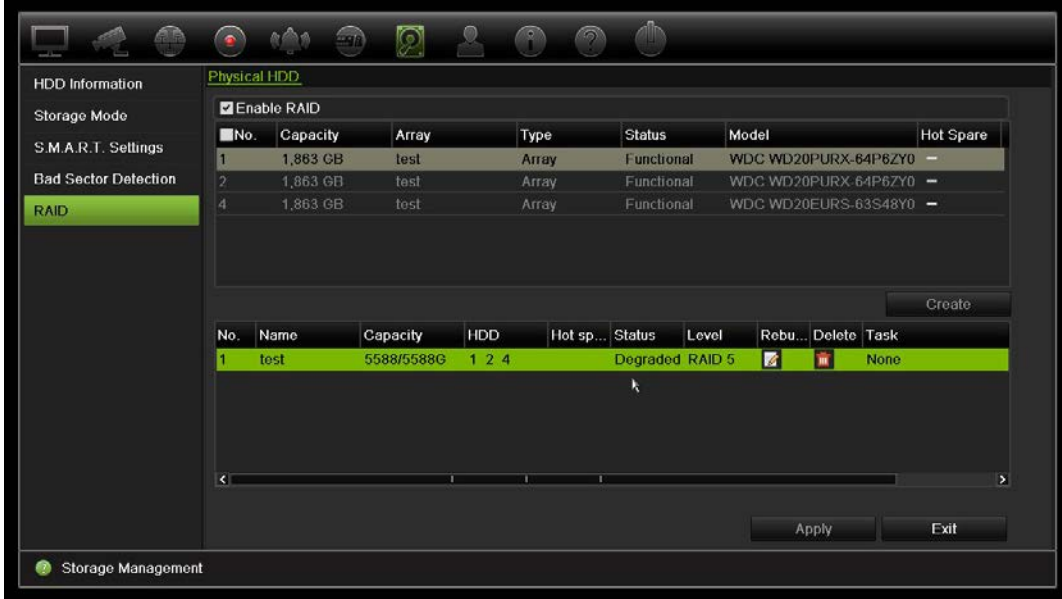 HDD Information
Storage Mode
S.M.A.R.T. Settings
Bad Sector Detection
RAID
Physical HDD
Enable RAID
No. Capacity Array Type Status Model Hot Spare
1 1,863 GB test Array Functional WDC WD20PURX-64P6ZY0 –
2 1,863 GB test Array Functional WDC WD20PURX-64P6ZY0 –
4 1,863 GB test Array Functional WDC WD20EURS-63S48Y0 –
Create
No. Name Capacity HDD Hot sp... Status Level Rebu... Delete Task
1 test 5588/5588G 1 2 4 Degraded RAID 5 None
Apply Exit
Storage Management